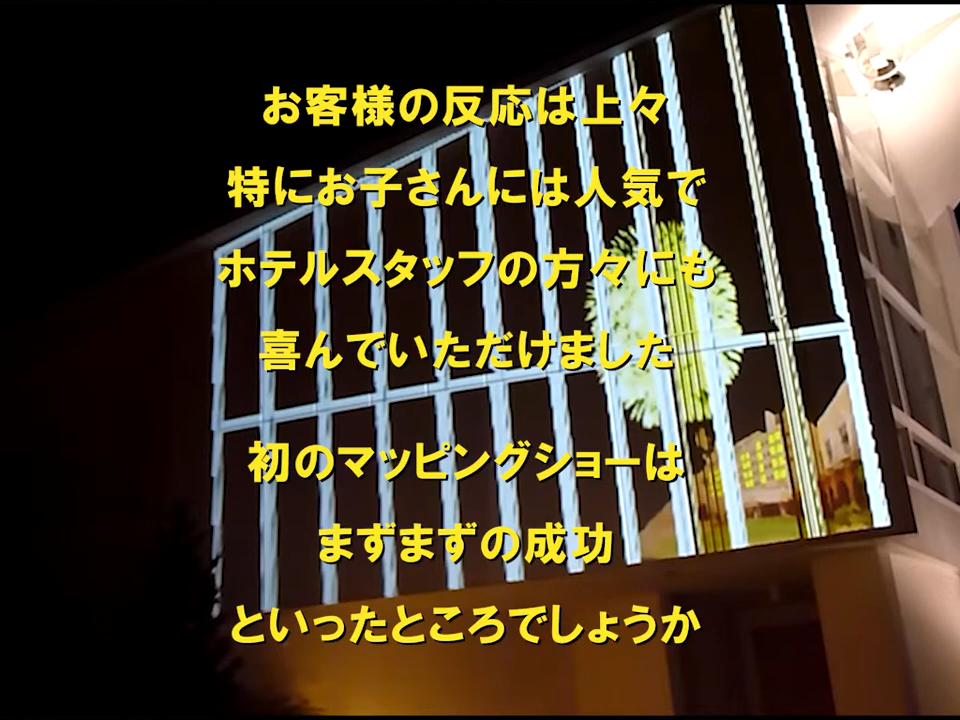 お客様の反応は上々
特にお子さんには人気で
ホテルスタッフの方々にも
喜んでいただけました
初のマッピングショーは
まずまずの成功
といったところでしょうか